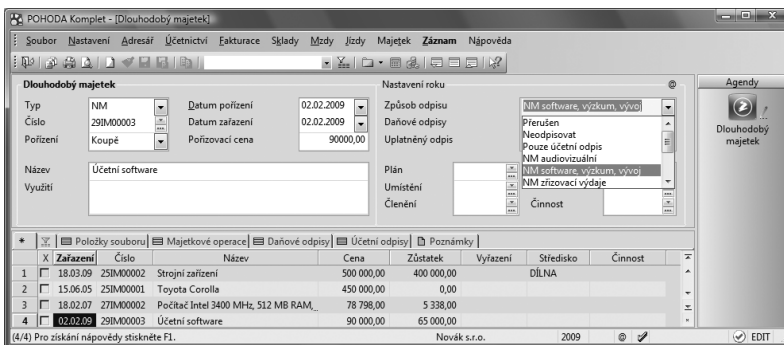 POHODA Komplet - [Dlouhodobý majetek]
Soubor Nastavení Adresář Účetnictví Fakturace Sklady Mzdy Jízdy Majetek Záznam Nápověda
Dlouhodobý majetek
Nastavení roku
@
Agendy
Typ
NM
Datum pořízení
02.02.2009
Způsob odpisu
NM software, výzkum, vývoj
Číslo
29IM00003
Datum zařazení
02.02.2009
Daňové odpisy
Přerušen
Neodpisovat
Pouze účetní odpis
NM audiovizuální
NM software, výzkum, vývoj
NM zřizovací výdaje
Dlouhodobý
majetek
Pořízení
Koupě
Pořizovací cena
90000,00
Uplatněný odpis
Název
Účetní software
Plán
Využití
Umístění
Členění
Činnost
* Položky souboru Majetkové operace Daňové odpisy Účetní odpisy Poznámky
X Zařazení Číslo Název Cena Zůstatek Vyřazení Středisko Činnost
1 18.03.09 25IM00002 Strojní zařízení 500 000,00 400 000,00 DÍLNA
2 15.06.05 25IM00001 Toyota Corolla 450 000,00 0,00
3 18.02.07 27IM00002 Počítač Intel 3400 MHz, 512 MB RAM, 78 798,00 5 338,00
4 02.02.09 29IM00003 Účetní software 90 000,00 65 000,00
(4/4) Pro získání nápovědy stiskněte F1. Novák s.r.o. 2009 @ EDIT